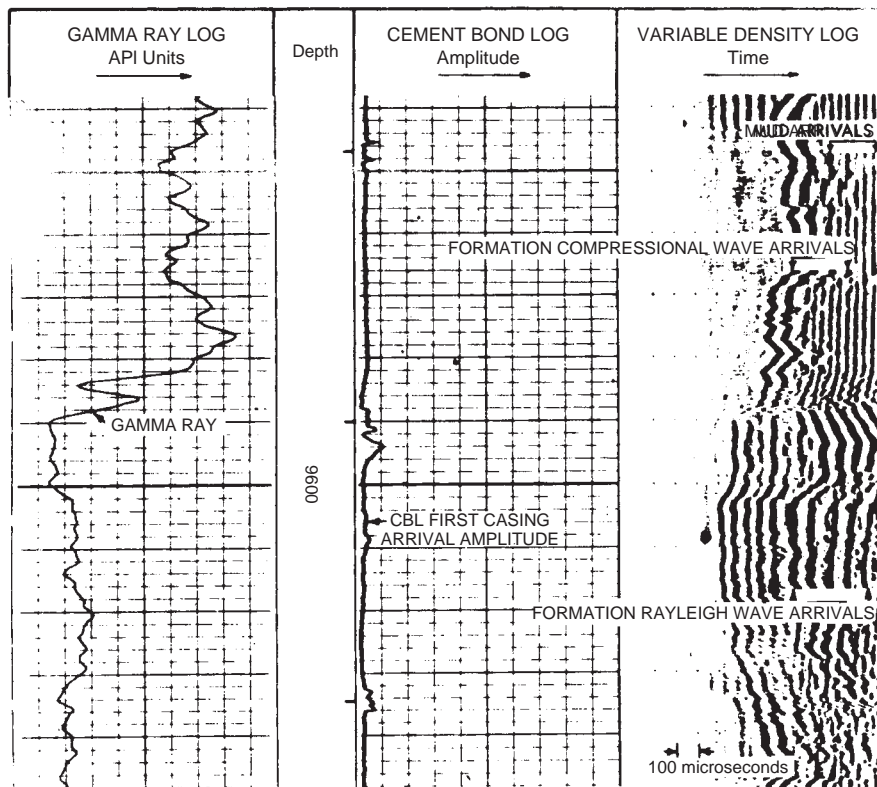 GAMMA RAY LOG
API Units
Depth
CEMENT BOND LOG
Amplitude
VARIABLE DENSITY LOG
Time
MUD ARRIVALS
FORMATION COMPRESSIONAL WAVE ARRIVALS
GAMMA RAY
9600
CBL FIRST CASING
ARRIVAL AMPLITUDE
FORMATION RAYLEIGH WAVE ARRIVALS
100 microseconds